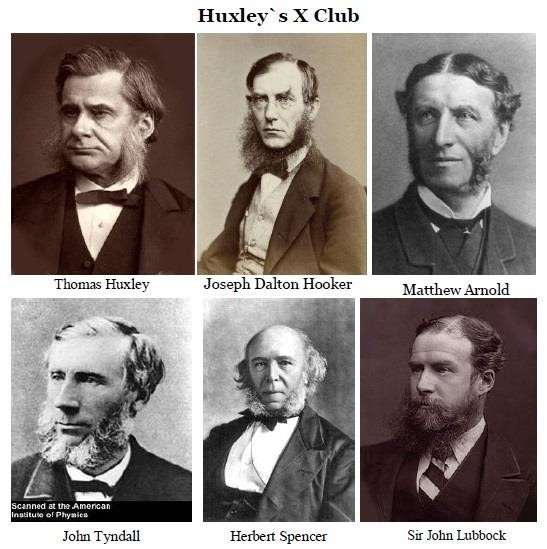 Huxley`s X Club
Thomas Huxley
Joseph Dalton Hooker
Matthew Arnold
Scanned at the American
Institute of Physics
John Tyndall
Herbert Spencer
Sir John Lubbock